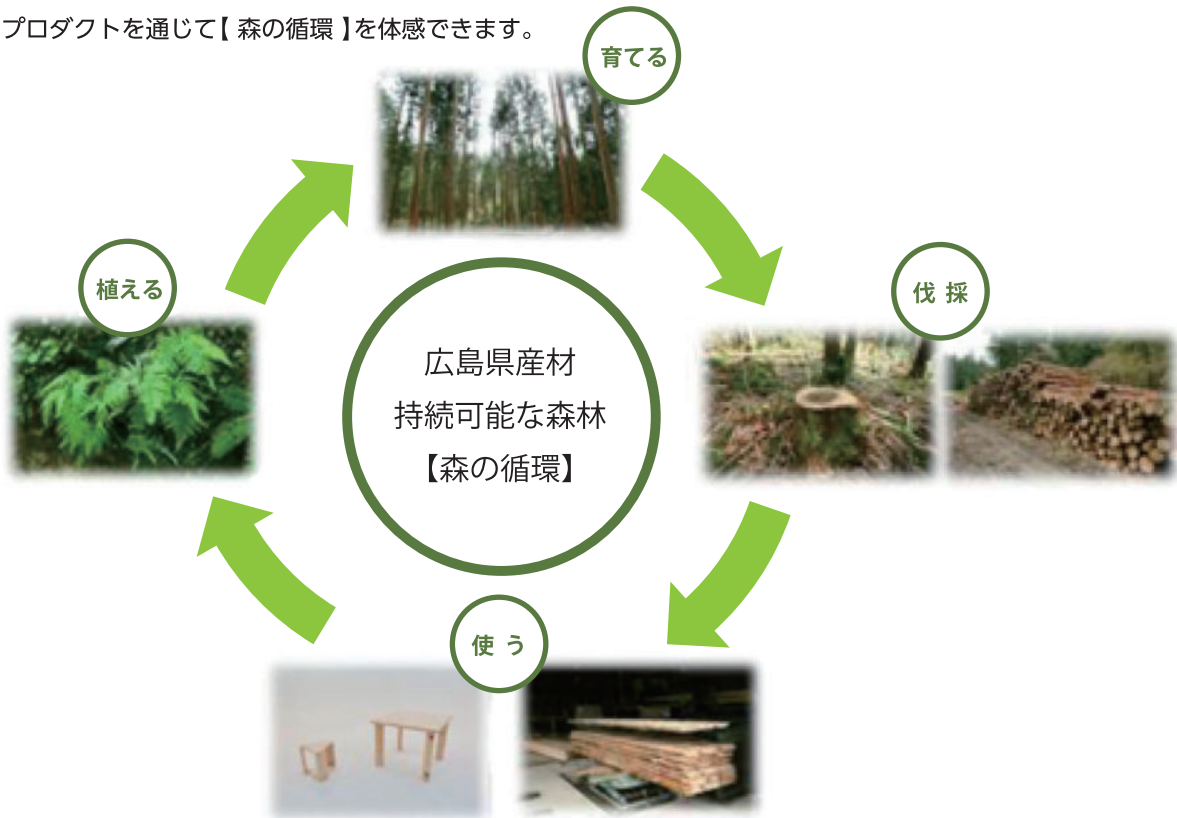 プロダクトを通じて【 森の循環 】を体感できます。
育てる
植える
伐 採
広島県産材
持続可能な森林
【森の循環】
使 う